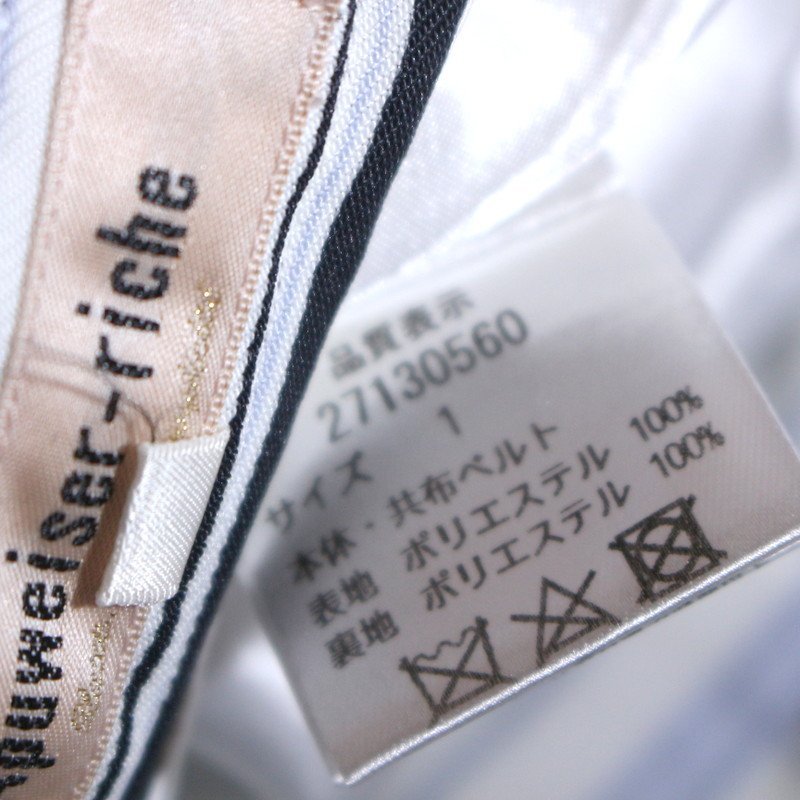 puweiser-riche
品質表示
27130560
サイズ 1
本体・共布ベルト
表地 ポリエステル 100%
裏地 ポリエステル 100%